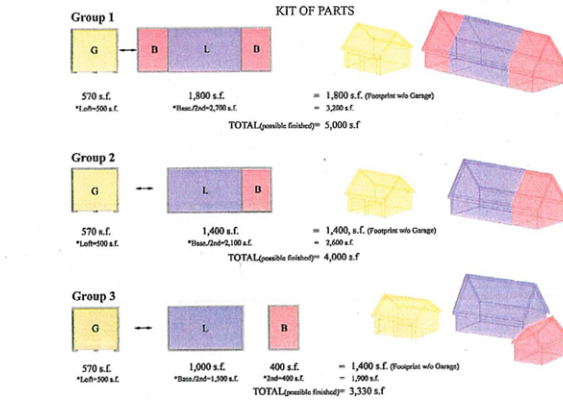 KIT OF PARTS
Group 1
G
B L B
570 s.f. 1,800 s.f. = 1,800 s.f. (Footprint w/o Garage)
*Loft=500 s.f. *Base./2nd=2,700 s.f. = 3,200 s.f.
TOTAL(possible finished)= 5,000 s.f
Group 2
G
L B
570 s.f. 1,400 s.f. = 1,400, s.f. (Footprint w/o Garage)
*Loft=500 s.f. *Base./2nd=2,100 s.f. = 2,600 s.f.
TOTAL(possible finished)= 4,000 s.f
Group 3
G
L
B
570 s.f. 1,000 s.f. 400 s.f. = 1,400 s.f. (Footprint w/o Garage)
*Loft=500 s.f. *Base/2nd=1,500 s.f. *2nd=400 s.f. = 1,900 s.f.
TOTAL(possible finished)= 3,330 s.f